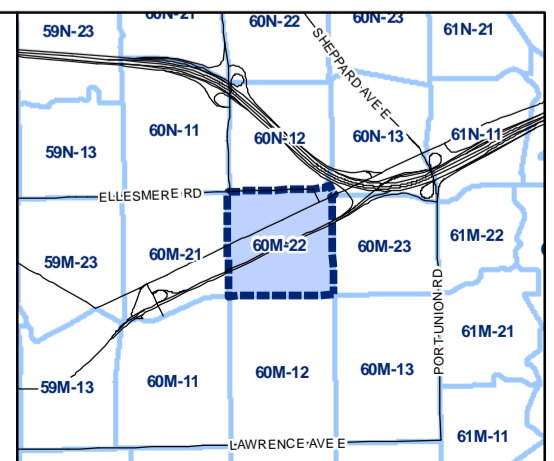 59N-23
60N-21
60N-22
60N-23
61N-21
SHEPPARD AVE E
59N-13
60N-11
60N-12
60N-13
61N-11
ELLESMERE RD
59M-23
60M-21
60M-22
60M-23
61M-22
PORT UNION RD
61M-21
59M-13
60M-11
60M-12
60M-13
61M-11
LAWRENCE AVE E